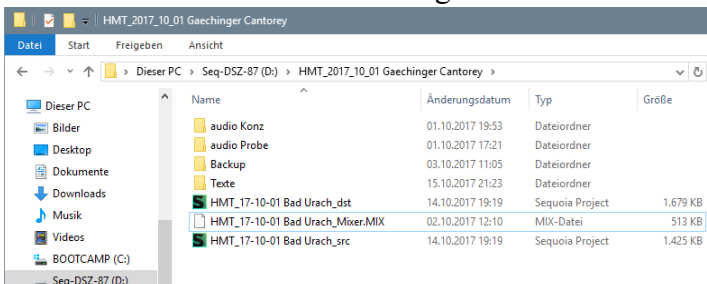 HMT_2017_10_01 Gaechinger Cantorey
Datei Start Freigeben Ansicht
Dieser PC > Seq-DSZ-87 (D:) > HMT_2017_10_01 Gaechinger Cantorey >
Dieser PC
Bilder
Desktop
Dokumente
Downloads
Musik
Videos
BOOTCAMP (C:)
Seq-DSZ-87 (D:)
Name Änderungsdatum Typ Größe
audio Konz 01.10.2017 19:53 Dateiordner
audio Probe 01.10.2017 17:21 Dateiordner
Backup 03.10.2017 11:05 Dateiordner
Texte 15.10.2017 21:23 Dateiordner
HMT_17-10-01 Bad Urach_dst 14.10.2017 19:19 Sequoia Project 1.679 KB
HMT_17-10-01 Bad Urach_Mixer.MIX 02.10.2017 12:10 MIX-Datei 513 KB
HMT_17-10-01 Bad Urach_src 14.10.2017 19:19 Sequoia Project 1.425 KB